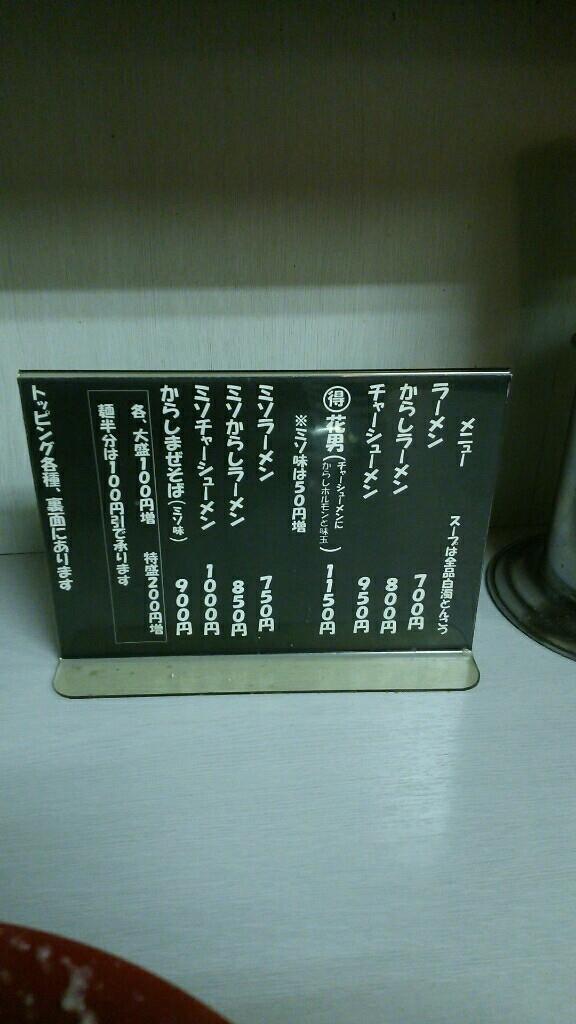 メニュー
スープは全品白濁とんこつ
ラーメン 700円
からしラーメン 800円
チャーシューメン 950円
得 花男(チャーシューメンに
からしホルモンと味玉) 1150円
※ミソ味は50円増
ミソラーメン 750円
ミソからしラーメン 850円
ミソチャーシューメン 1000円
からしまぜそば(ミソ味) 900円
各、大盛100円増 特盛200円増
麺半分は100円引で承ります
トッピング各種、裏面にあります